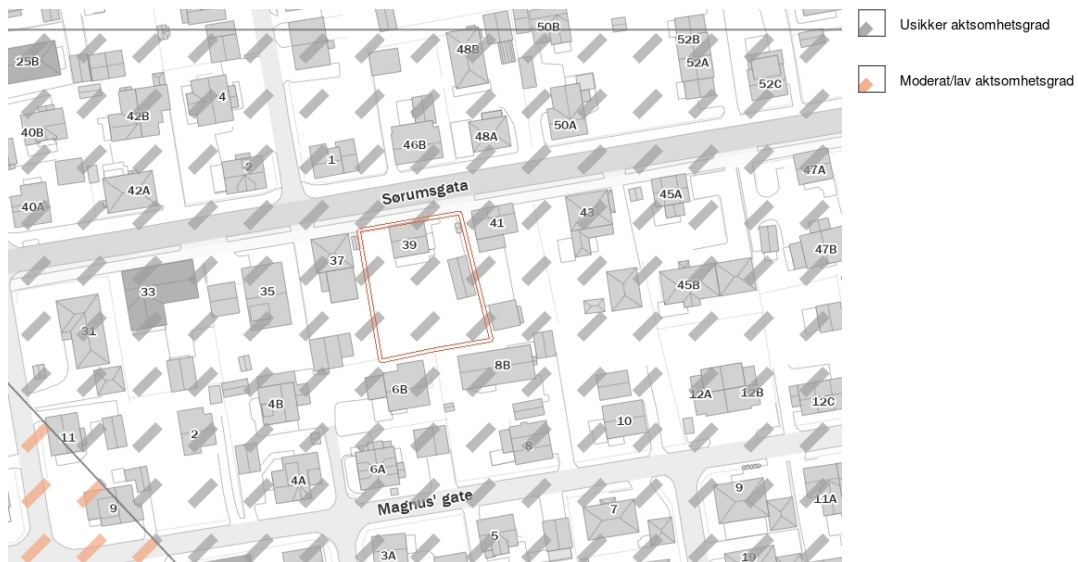 50B
Usikker aktsomhetsgrad
48B
52B
25B
52A
Moderat/lav aktsomhetsgrad
52C
4
42B
40B
50A
48A
46B
1
2
47A
42A
Sørumsgata
45A
40A
43
41
39
47B
37
33
35
45B
31
8B
6B
12A
12B
12C
4B
10
2
11
8
6A
4A
9
11A
Magnus' gate
9
7
5
3A
19